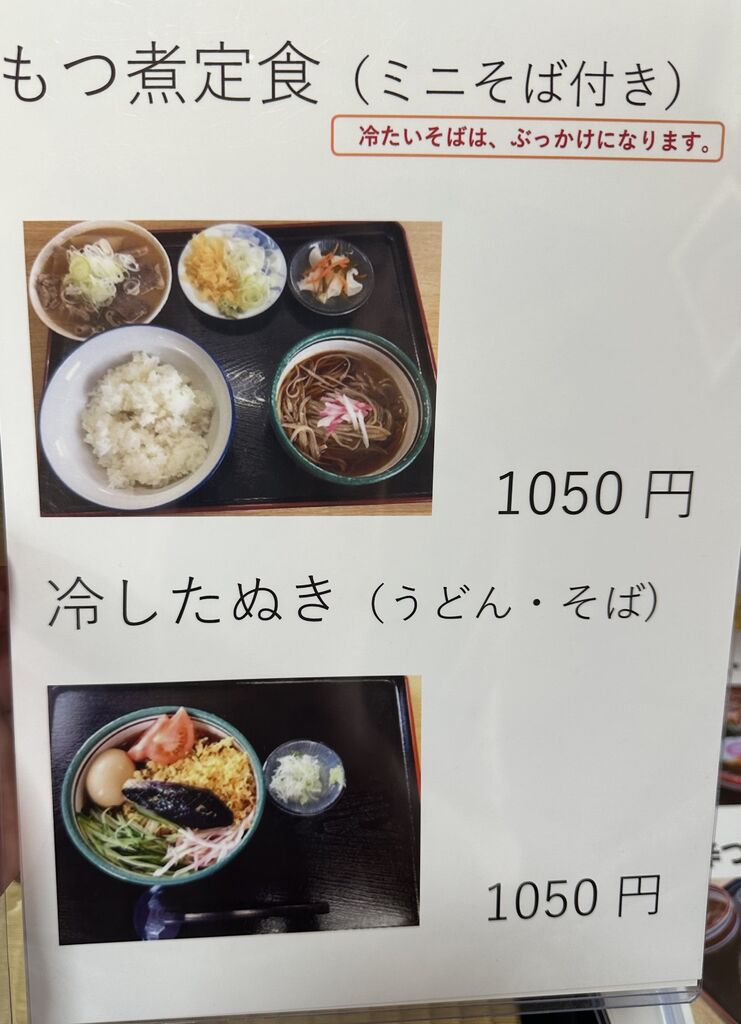 もつ煮定食（ミニそば付き）
冷たいそばは、ぶっかけになります。
1050 円
冷したぬき（うどん・そば）
1050 円